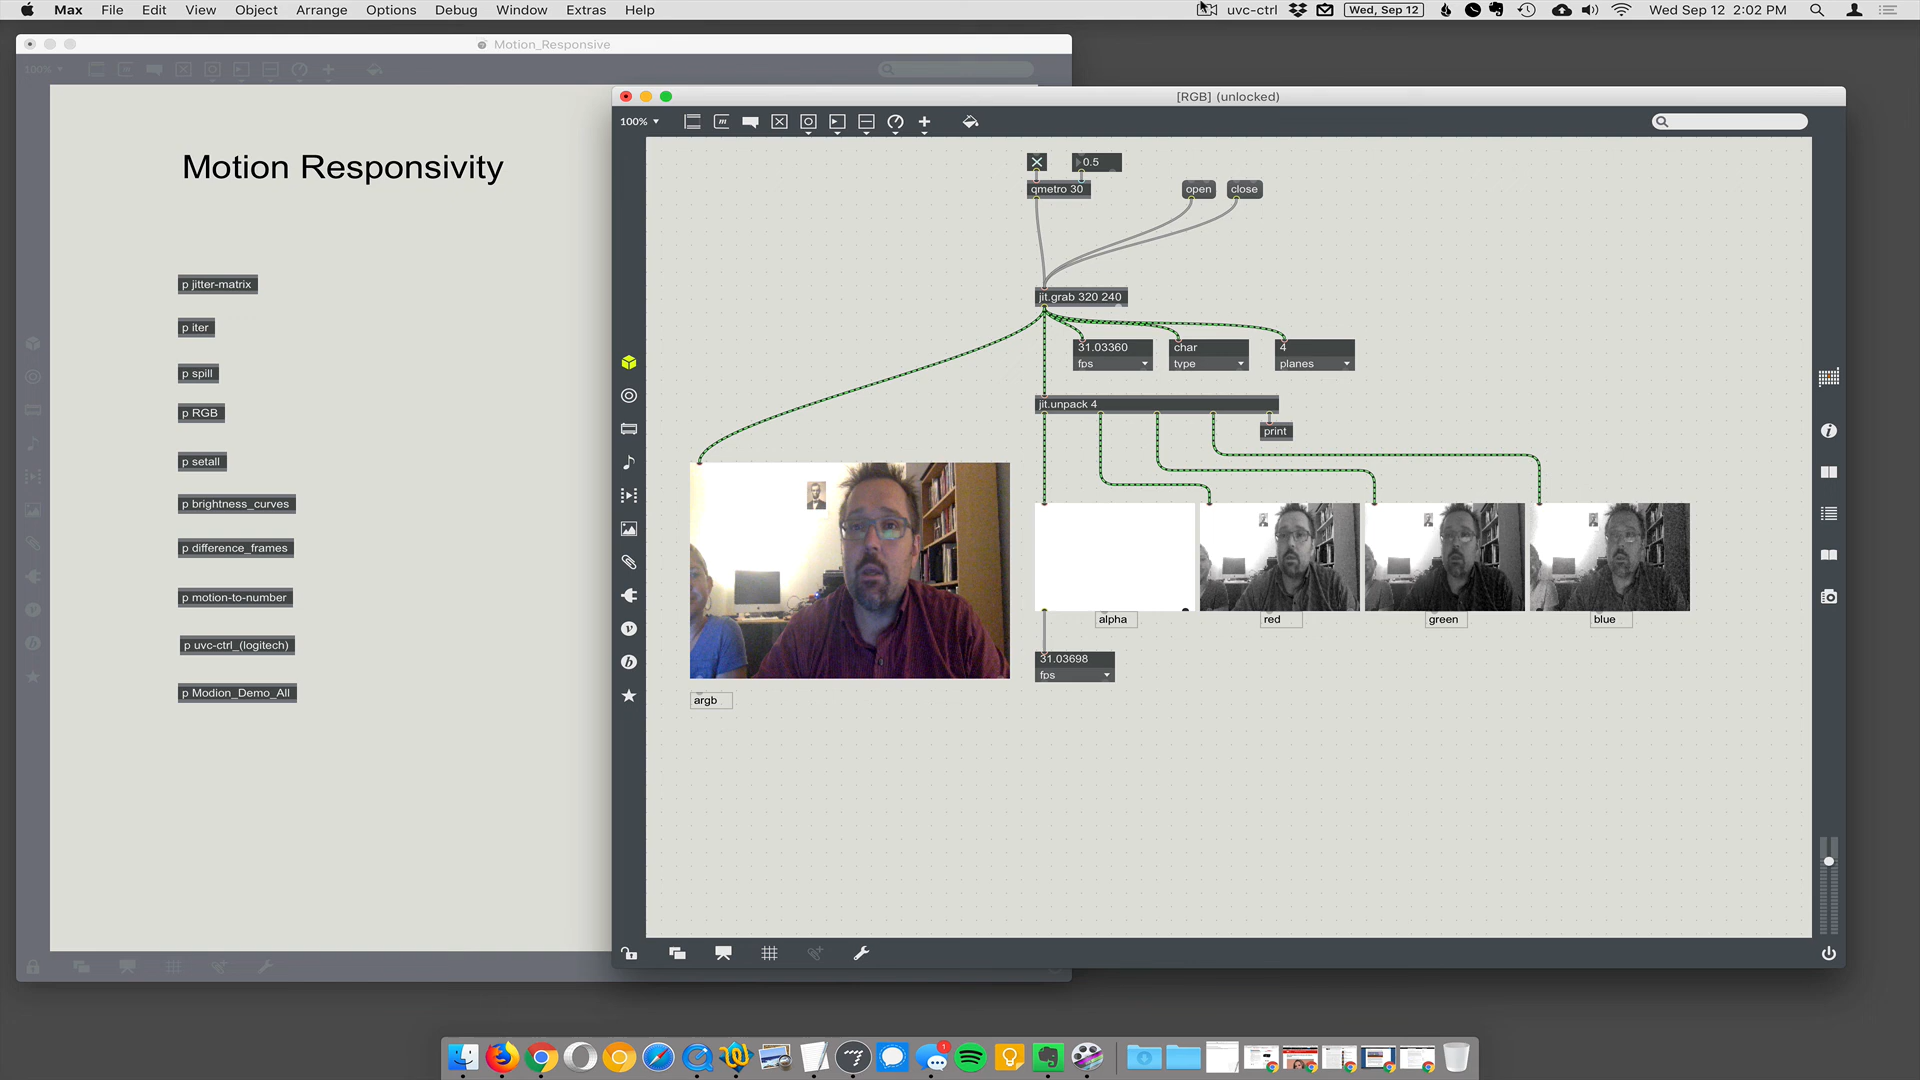 Max File Edit View Object Arrange Options Debug Window Extras Help
uvc-ctrl Wed, Sep 12 Wed Sep 12 2:02 PM
Motion_Responsive
100%
Motion Responsivity
p jitter-matrix
p iter
p spill
p RGB
p setall
p brightness_curves
p difference_frames
p motion-to-number
p uvc-ctrl_(logitech)
p Modion_Demo_All
[RGB] (unlocked)
100%
0.5
qmetro 30
open
close
jit.grab 320 240
31.03360
fps
char
type
4
planes
jit.unpack 4
print
alpha
red
green
blue
31.03698
fps
argb
1